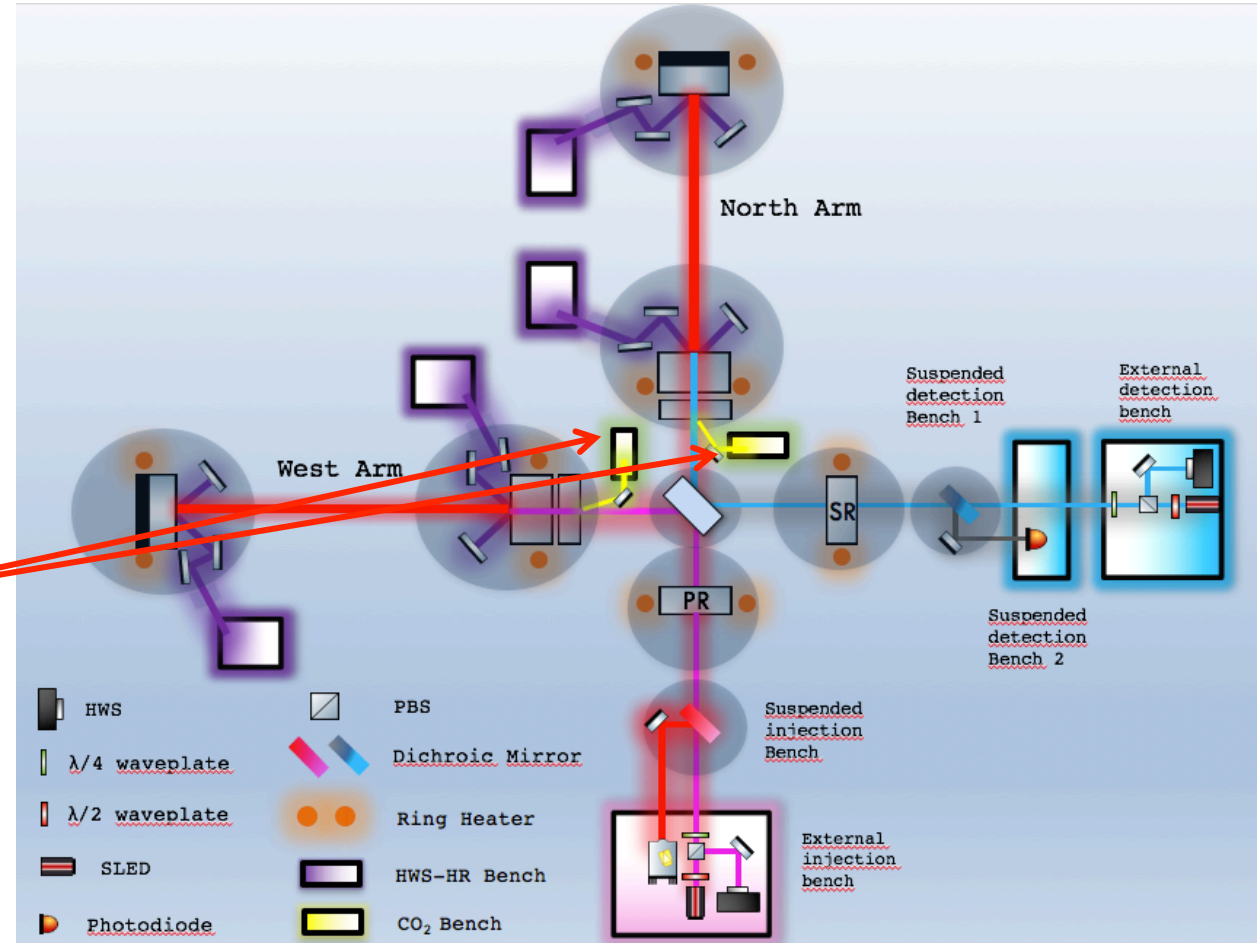 North Arm
Suspended
detection
Bench 1
External
detection
bench
West Arm
SR
PR
Suspended
detection
Bench 2
HWS
PBS
Suspended
injection
Bench
λ/4 waveplate
Dichroic Mirror
λ/2 waveplate
Ring Heater
External
injection
bench
SLED
HWS-HR Bench
Photodiode
CO₂ Bench